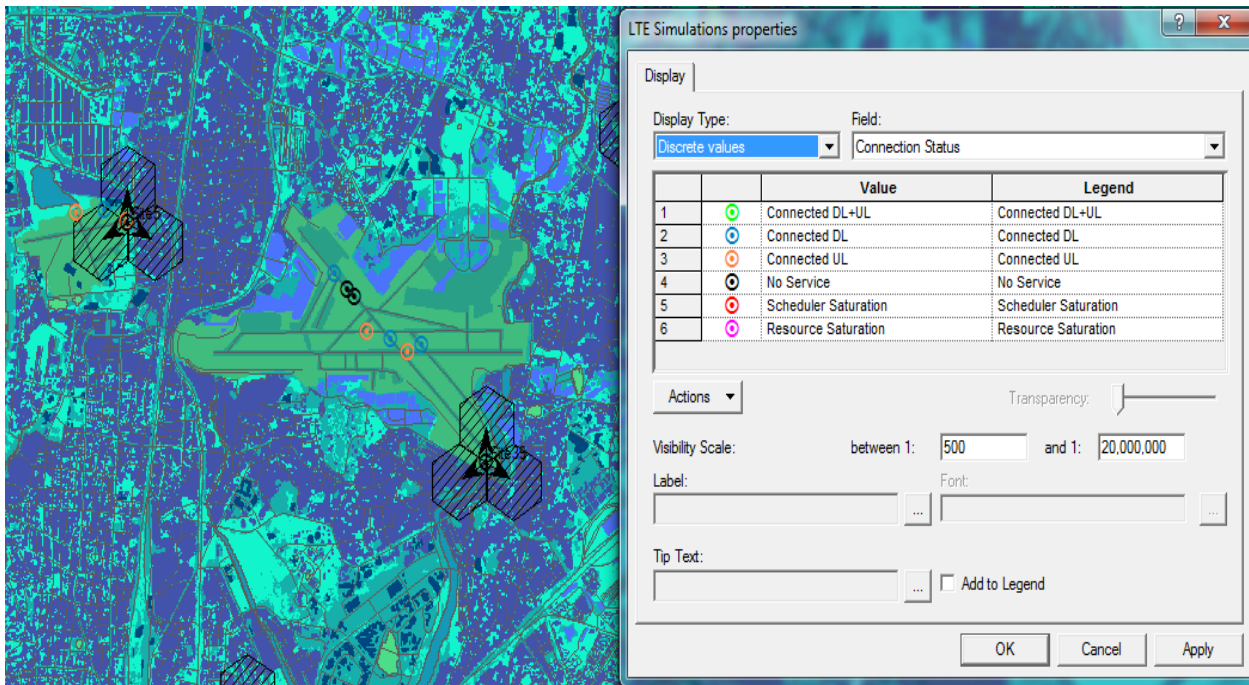 LTE Simulations properties
?
X
Display
Display Type:
Field:
Discrete values
Connection Status
Value
Legend
1
Connected DL+UL
Connected DL+UL
2
Connected DL
Connected DL
3
Connected UL
Connected UL
4
No Service
No Service
5
Scheduler Saturation
Scheduler Saturation
6
Resource Saturation
Resource Saturation
Actions
Transparency:
Visibility Scale:
between 1:
500
and 1:
20,000,000
Label:
Font:
...
...
Tip Text:
...
Add to Legend
OK
Cancel
Apply